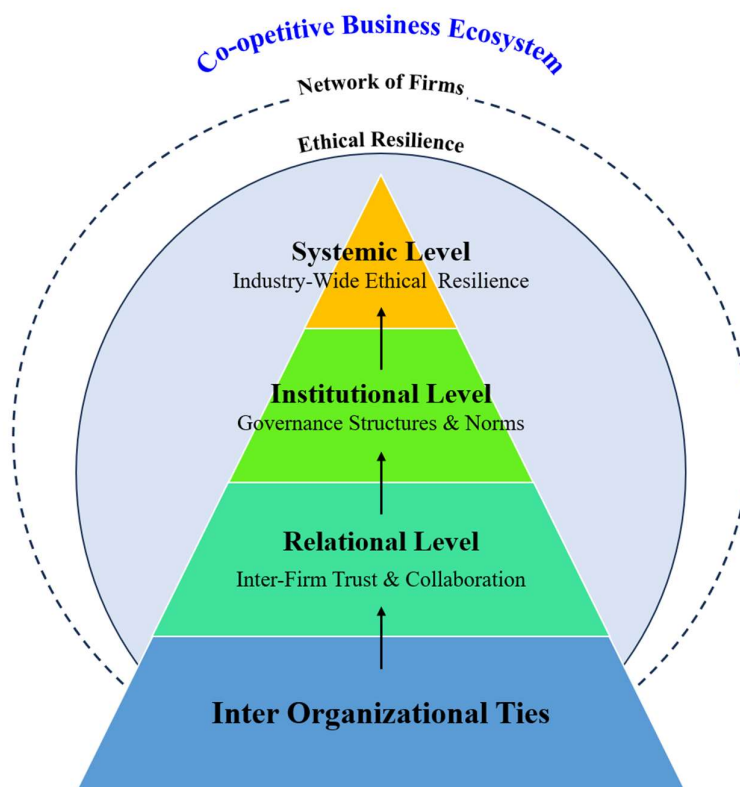 Co-opetitive Business Ecosystem
Network of Firms
Ethical Resilience
Systemic Level
Industry-Wide Ethical Resilience
Institutional Level
Governance Structures & Norms
Relational Level
Inter-Firm Trust & Collaboration
Inter Organizational Ties